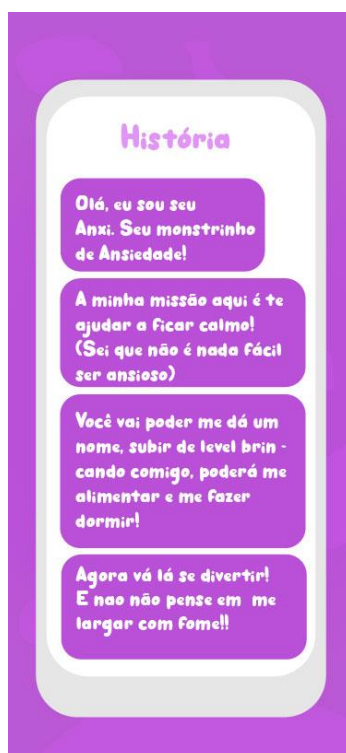 História
Olá, eu sou seu
Anxi. Seu monstrinho
de Ansiedade!
A minha missão aqui é te
ajudar a ficar calmo!
(Sei que não é nada fácil
ser ansioso)
Você vai poder me dá um
nome, subir de level brin -
cando comigo, poderá me
alimentar e me fazer
dormir!
Agora vá lá se divertir!
E nao não pense em me
largar com fome!!